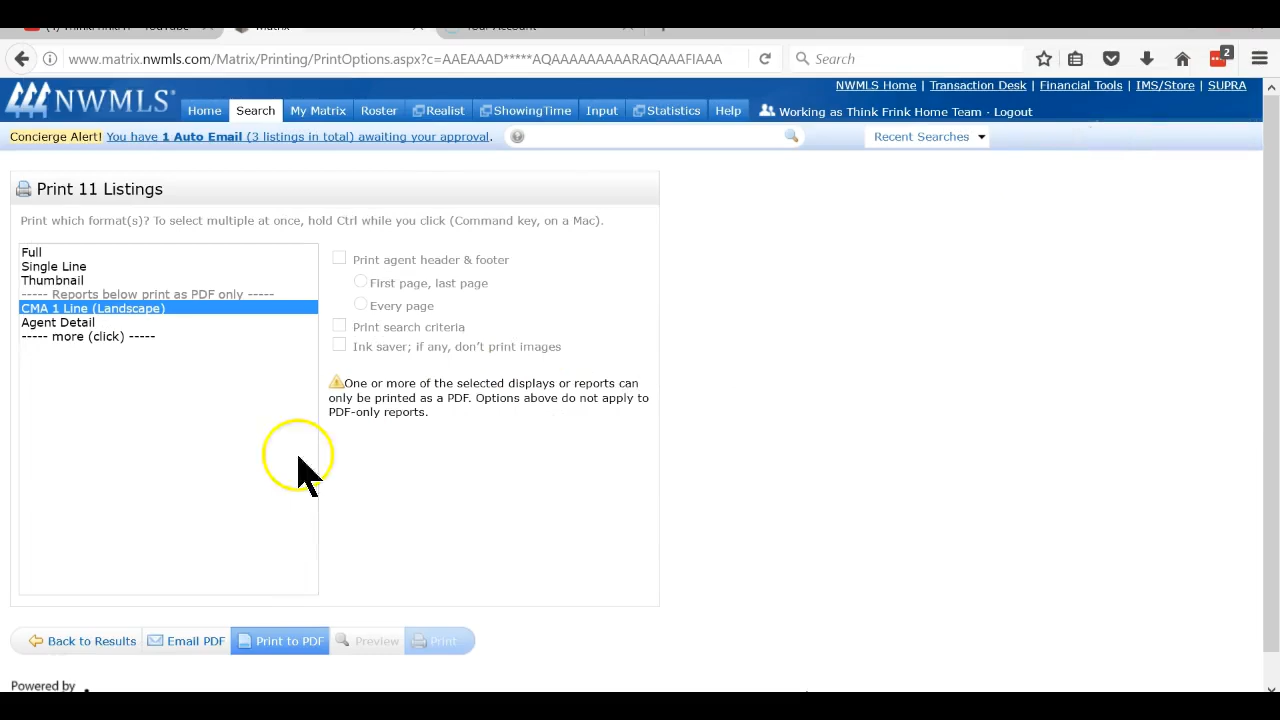 www.matrix.nwmls.com/Matrix/Printing/PrintOptions.aspx?c=AAEAAAD*****AQAAAAAAAAARAQAAAFIAAA
Search
2
NWMLS Home | Transaction Desk | Financial Tools | IMS/Store | SUPRA
NWMLS®
Home Search My Matrix Roster Realist ShowingTime Input Statistics Help Working as Think Frink Home Team · Logout
Concierge Alert! You have 1 Auto Email (3 listings in total) awaiting your approval.
Recent Searches
Print 11 Listings
Print which format(s)? To select multiple at once, hold Ctrl while you click (Command key, on a Mac).
Full
Single Line
Thumbnail
----- Reports below print as PDF only -----
CMA 1 Line (Landscape)
Agent Detail
----- more (click) -----
Print agent header & footer
First page, last page
Every page
Print search criteria
Ink saver; if any, don't print images
One or more of the selected displays or reports can
only be printed as a PDF. Options above do not apply to
PDF-only reports.
Back to Results Email PDF Print to PDF Preview Print
Powered by